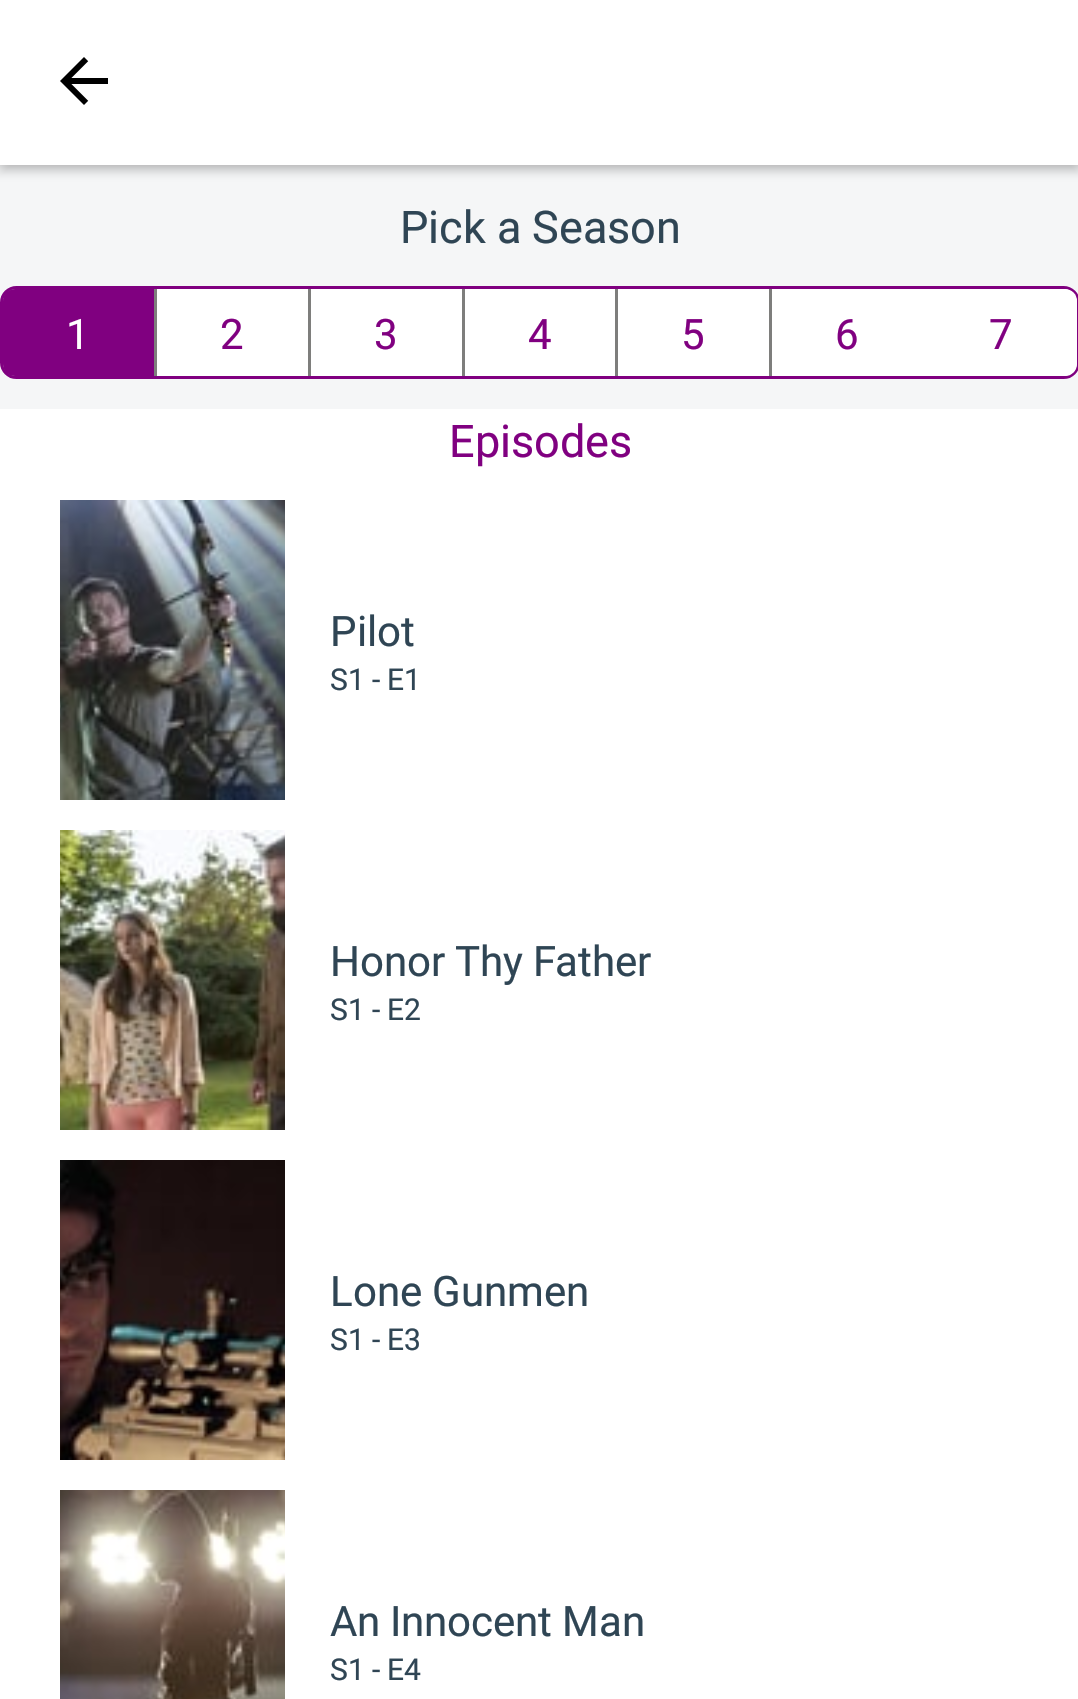 Pick a Season
1 2 3 4 5 6 7
Episodes
Pilot
S1 - E1
Honor Thy Father
S1 - E2
Lone Gunmen
S1 - E3
An Innocent Man
S1 - E4